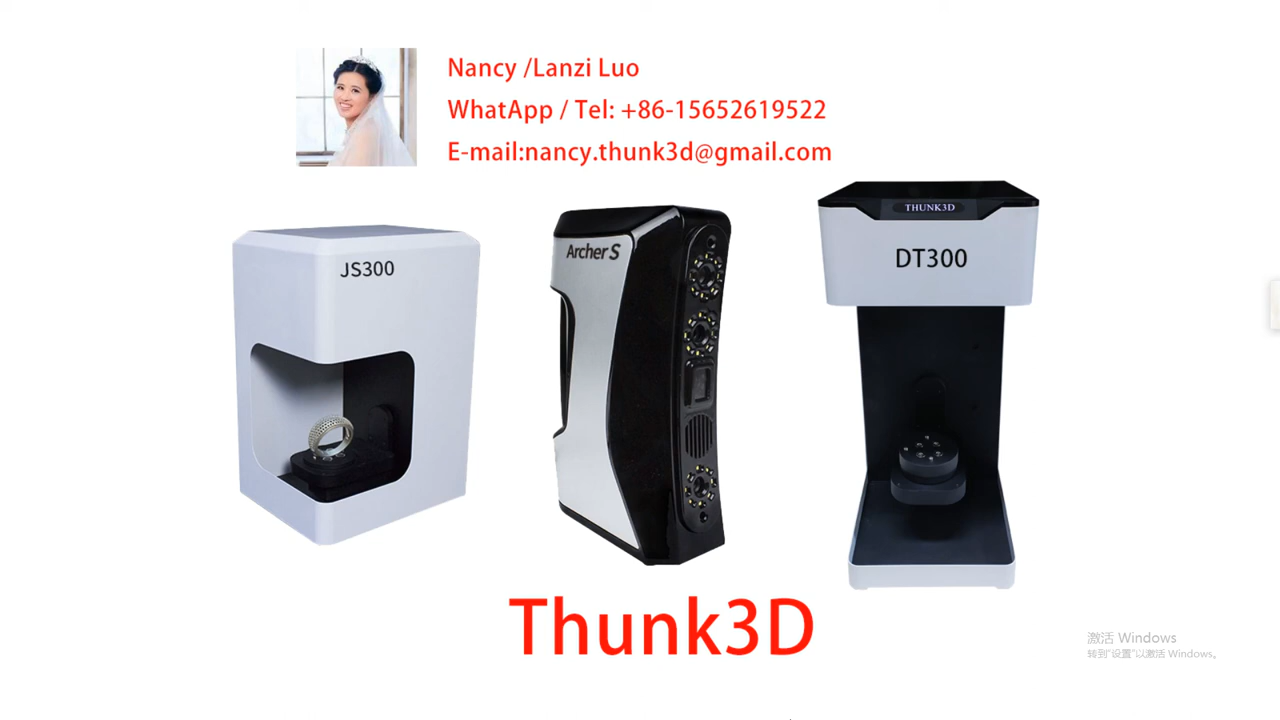 Nancy /Lanzi Luo
WhatApp / Tel: +86-15652619522
E-mail:nancy.thunk3d@gmail.com
JS300
Archer S
THUNK3D
DT300
Thunk3D
激活 Windows
转到"设置"以激活 Windows。